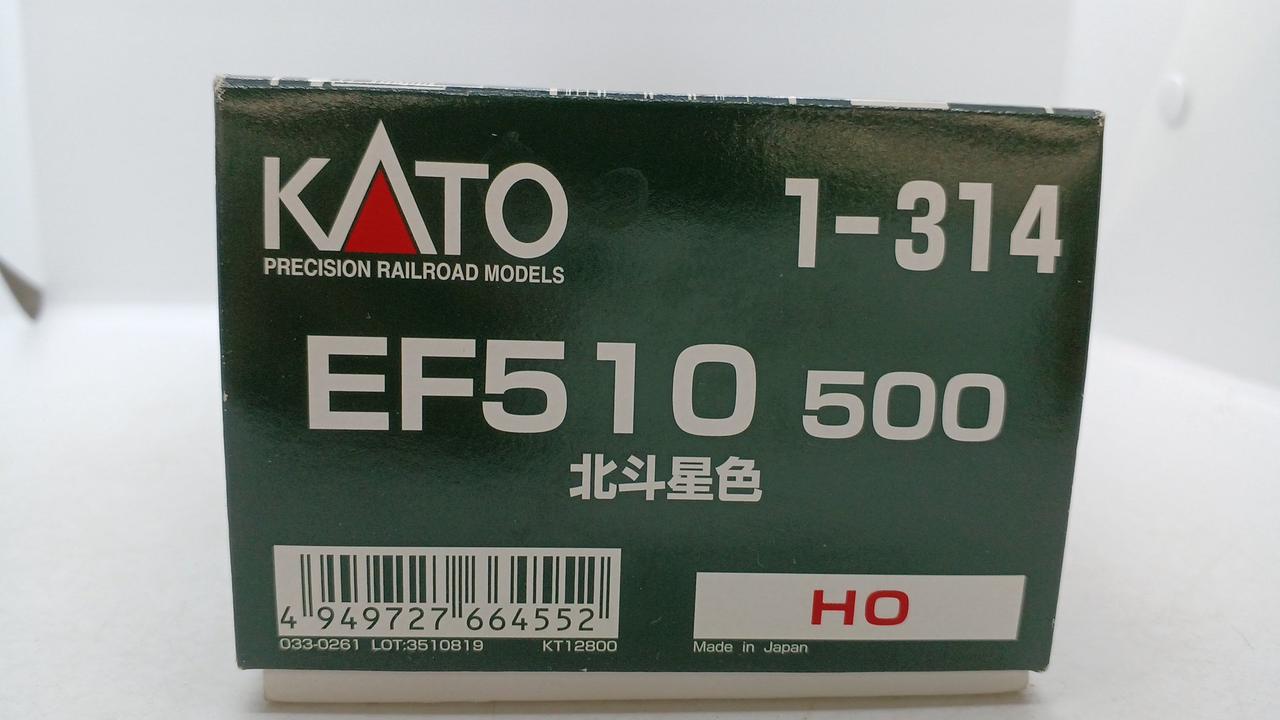 KATO
PRECISION RAILROAD MODELS
1-314
EF510 500
北斗星色
4 949727 664552
033-0261 LOT:3510819 KT12800
HO
Made in Japan